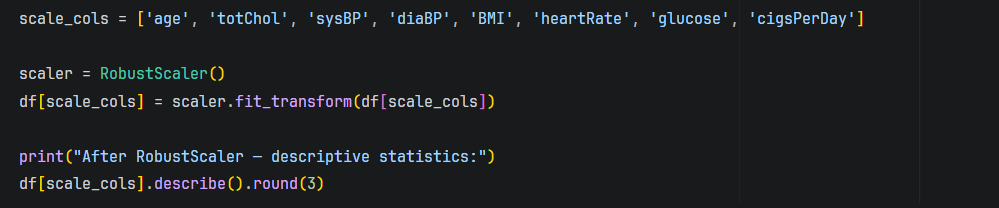 scale_cols = ['age', 'totChol', 'sysBP', 'diaBP', 'BMI', 'heartRate', 'glucose', 'cigsPerDay']
scaler = RobustScaler()
df[scale_cols] = scaler.fit_transform(df[scale_cols])
print("After RobustScaler — descriptive statistics:")
df[scale_cols].describe().round(3)